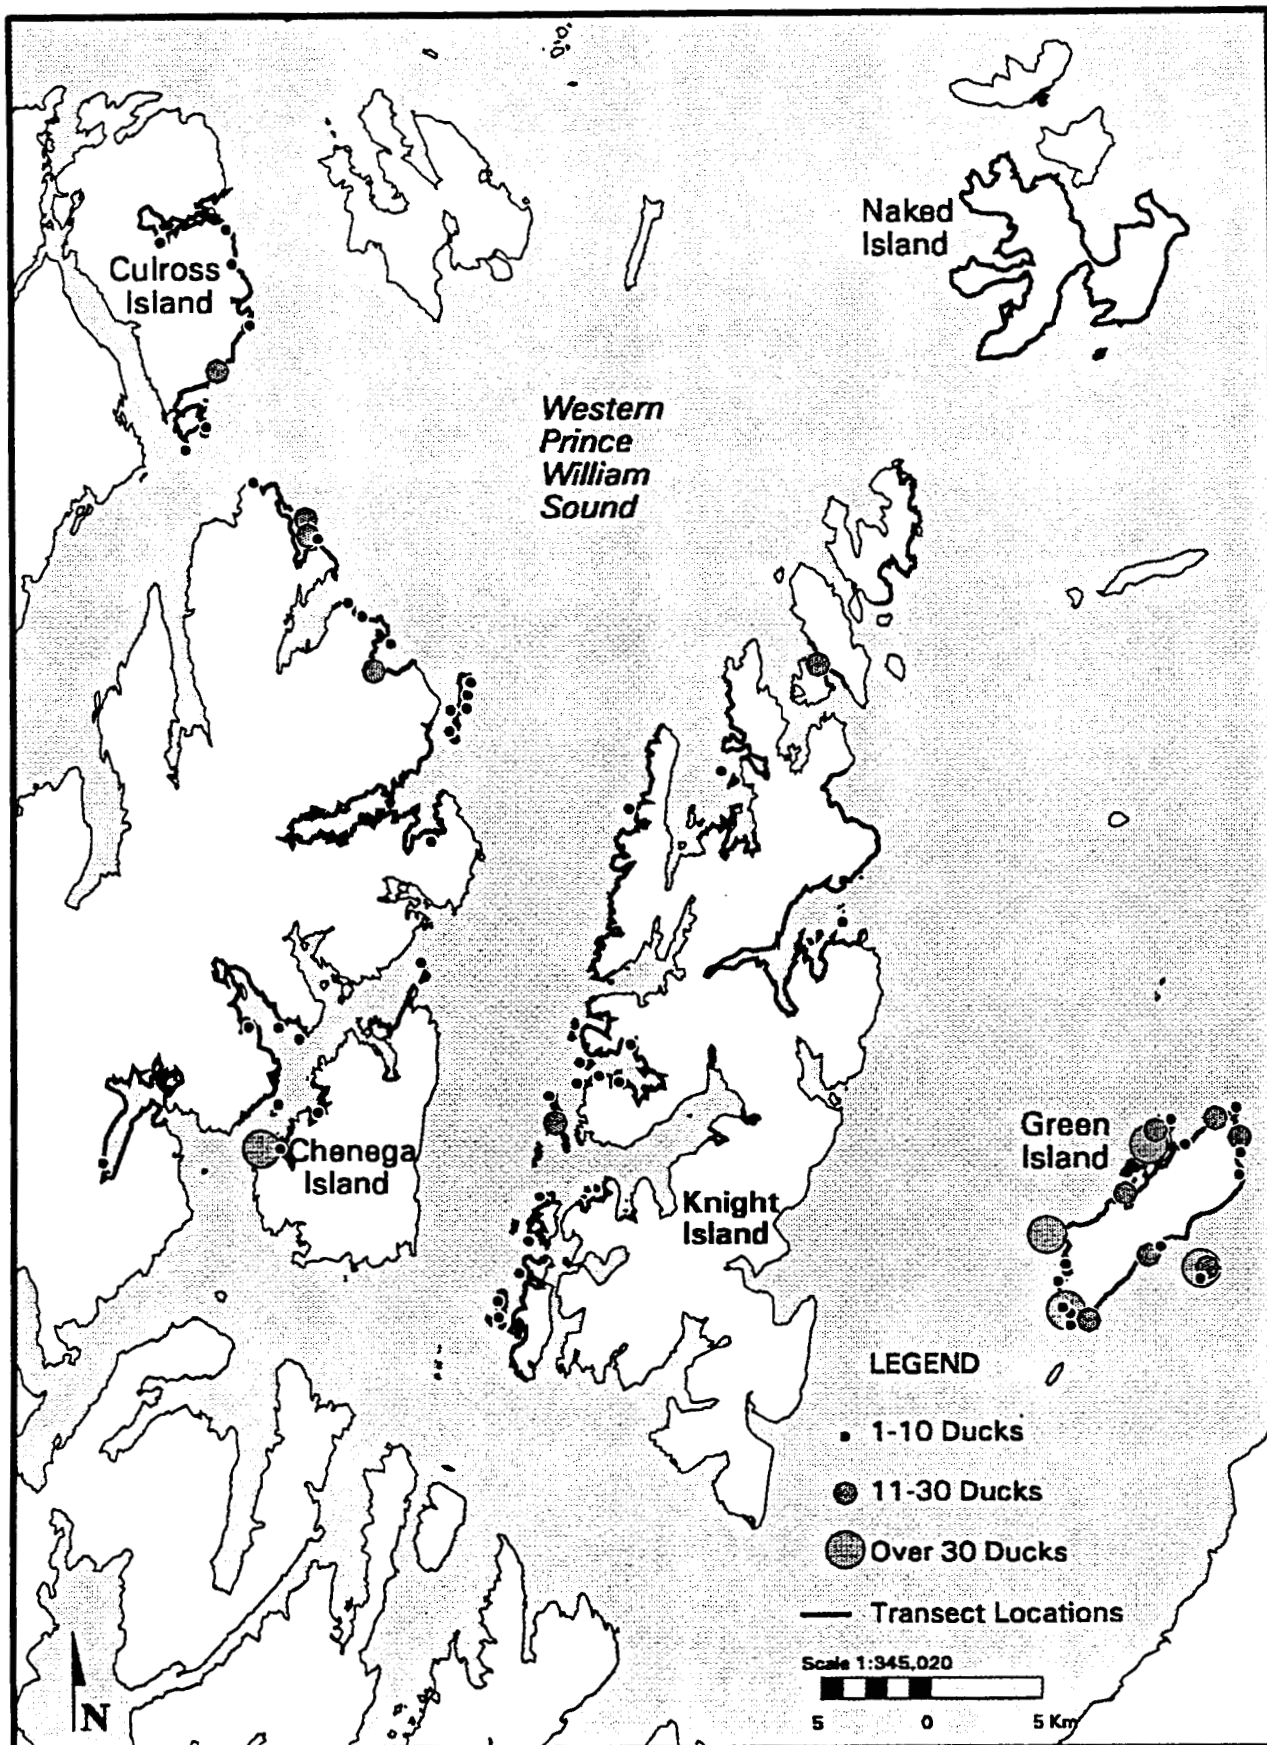 Naked
Island
Culross
Island
Western
Prince
William
Sound
Green
Island
Chenega
Island
Knight
Island
LEGEND
1-10 Ducks
11-30 Ducks
Over 30 Ducks
Transect Locations
Scale 1:345,020
5 0 5 Km
N